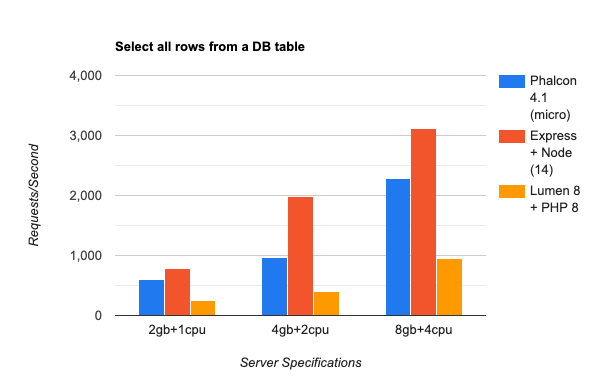 Select all rows from a DB table
4,000
3,000
2,000
1,000
0
Requests/Second
2gb+1cpu
4gb+2cpu
8gb+4cpu
Server Specifications
Phalcon
4.1
(micro)
Express
+ Node
(14)
Lumen 8
+ PHP 8